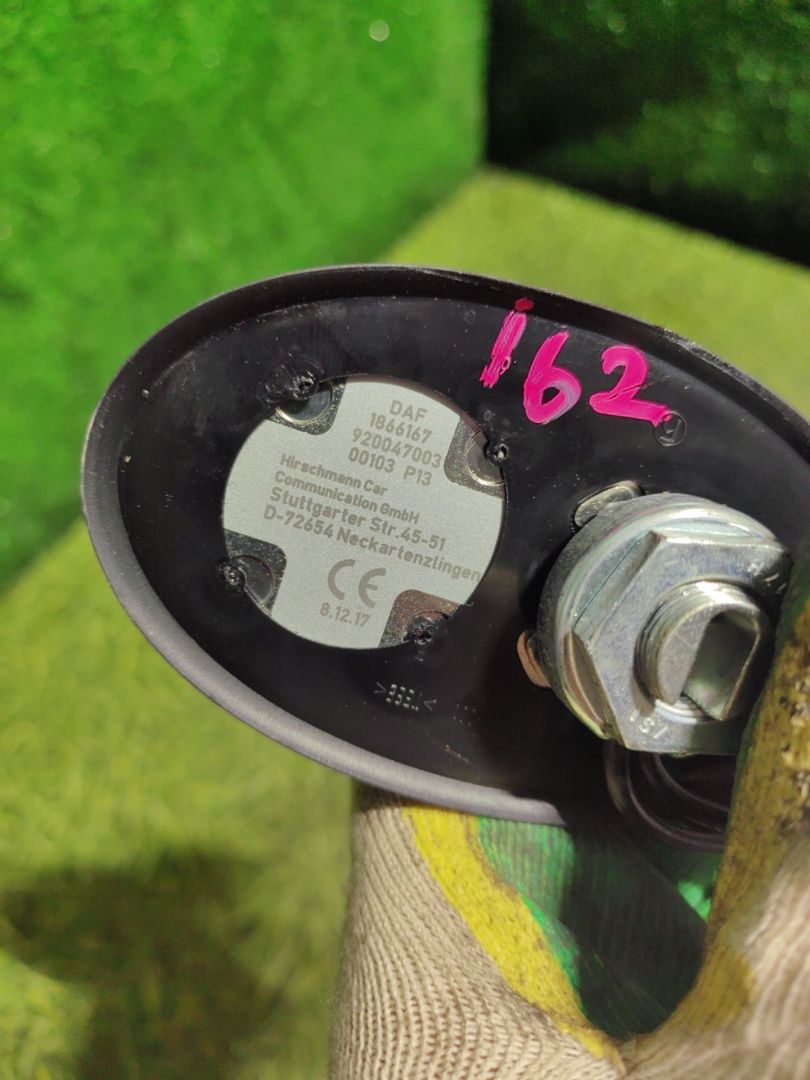 162
DAF
1866167
920047003
00103 P13
Hirschmann Car
Communication GmbH
Stuttgarter Str.45-51
D-72654 Neckartenzlingen
CE
8.12.17